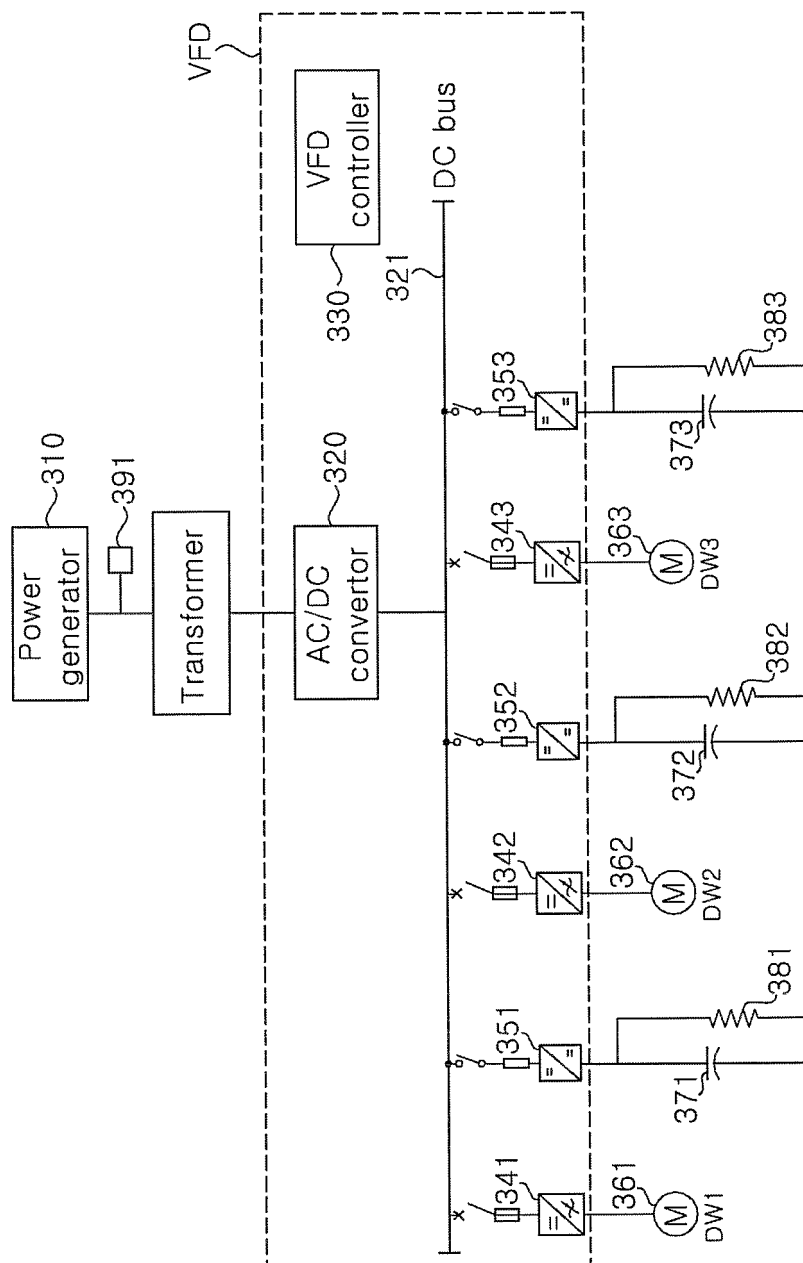 VFD
Power
generator
310
391
Transformer
AC/DC
convertor
320
VFD
controller
330
321
DC bus
341
351
342
352
343
353
361
M
DW1
371
381
362
M
DW2
372
382
363
M
DW3
373
383